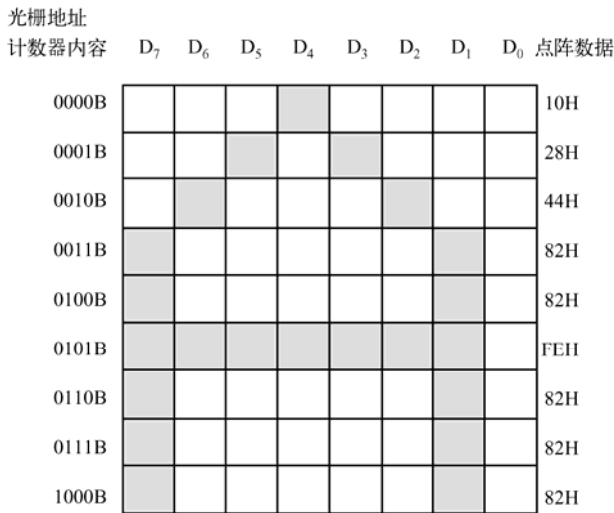 光栅地址
计数器内容 D₇ D₆ D₅ D₄ D₃ D₂ D₁ D₀ 点阵数据
0000B 10H
0001B 28H
0010B 44H
0011B 82H
0100B 82H
0101B FEH
0110B 82H
0111B 82H
1000B 82H